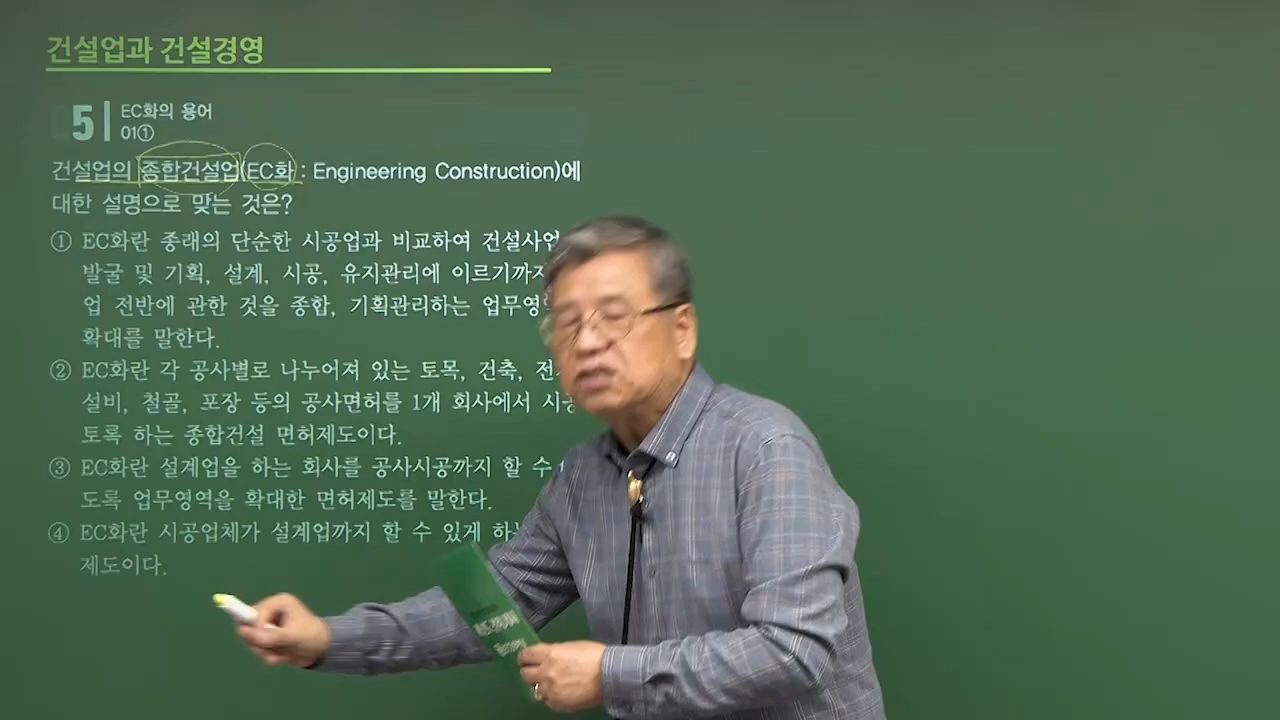 건설업과 건설경영
5
EC화의 용어
01①
건설업의 종합건설업(EC화 : Engineering Construction)에
대한 설명으로 맞는 것은?
① EC화란 종래의 단순한 시공업과 비교하여 건설사업
발굴 및 기획, 설계, 시공, 유지관리에 이르기까지
업 전반에 관한 것을 종합, 기획관리하는
확대를 말한다.
② EC화란 각 공사별로 나누어져 있는 토목, 건축,
설비, 철골, 포장 등의 공사면허를 1개 회사에서
토록 하는 종합건설 면허제도이다.
③ EC화란 설계업을 하는 회사를 공사시공까지 할 수
도록 업무영역을 확대한 면허제도를 말한다.
④ EC화란 시공업체가 설계업까지 할 수 있게
제도이다.